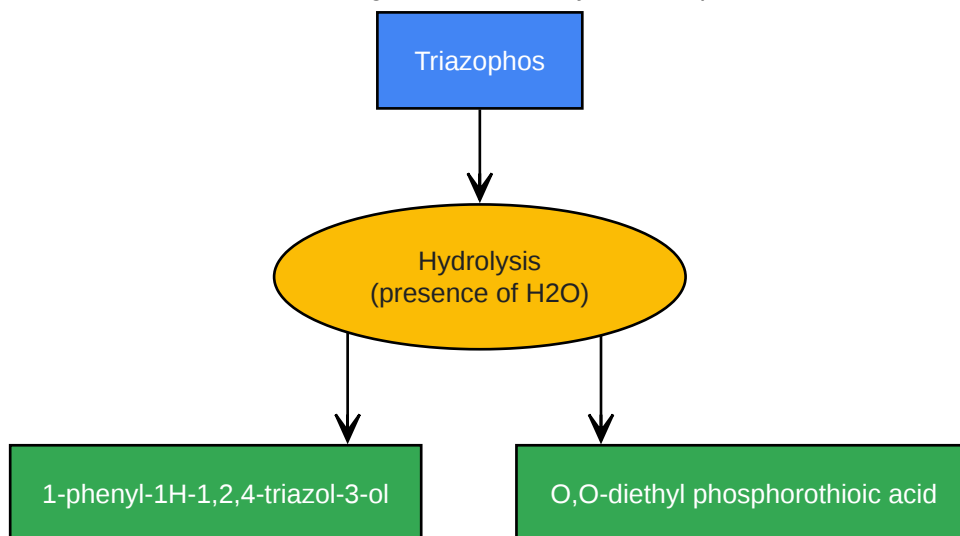 Triazophos
Hydrolysis
(presence of H2O)
1-phenyl-1H-1,2,4-triazol-3-ol
O,O-diethyl phosphorothioic acid